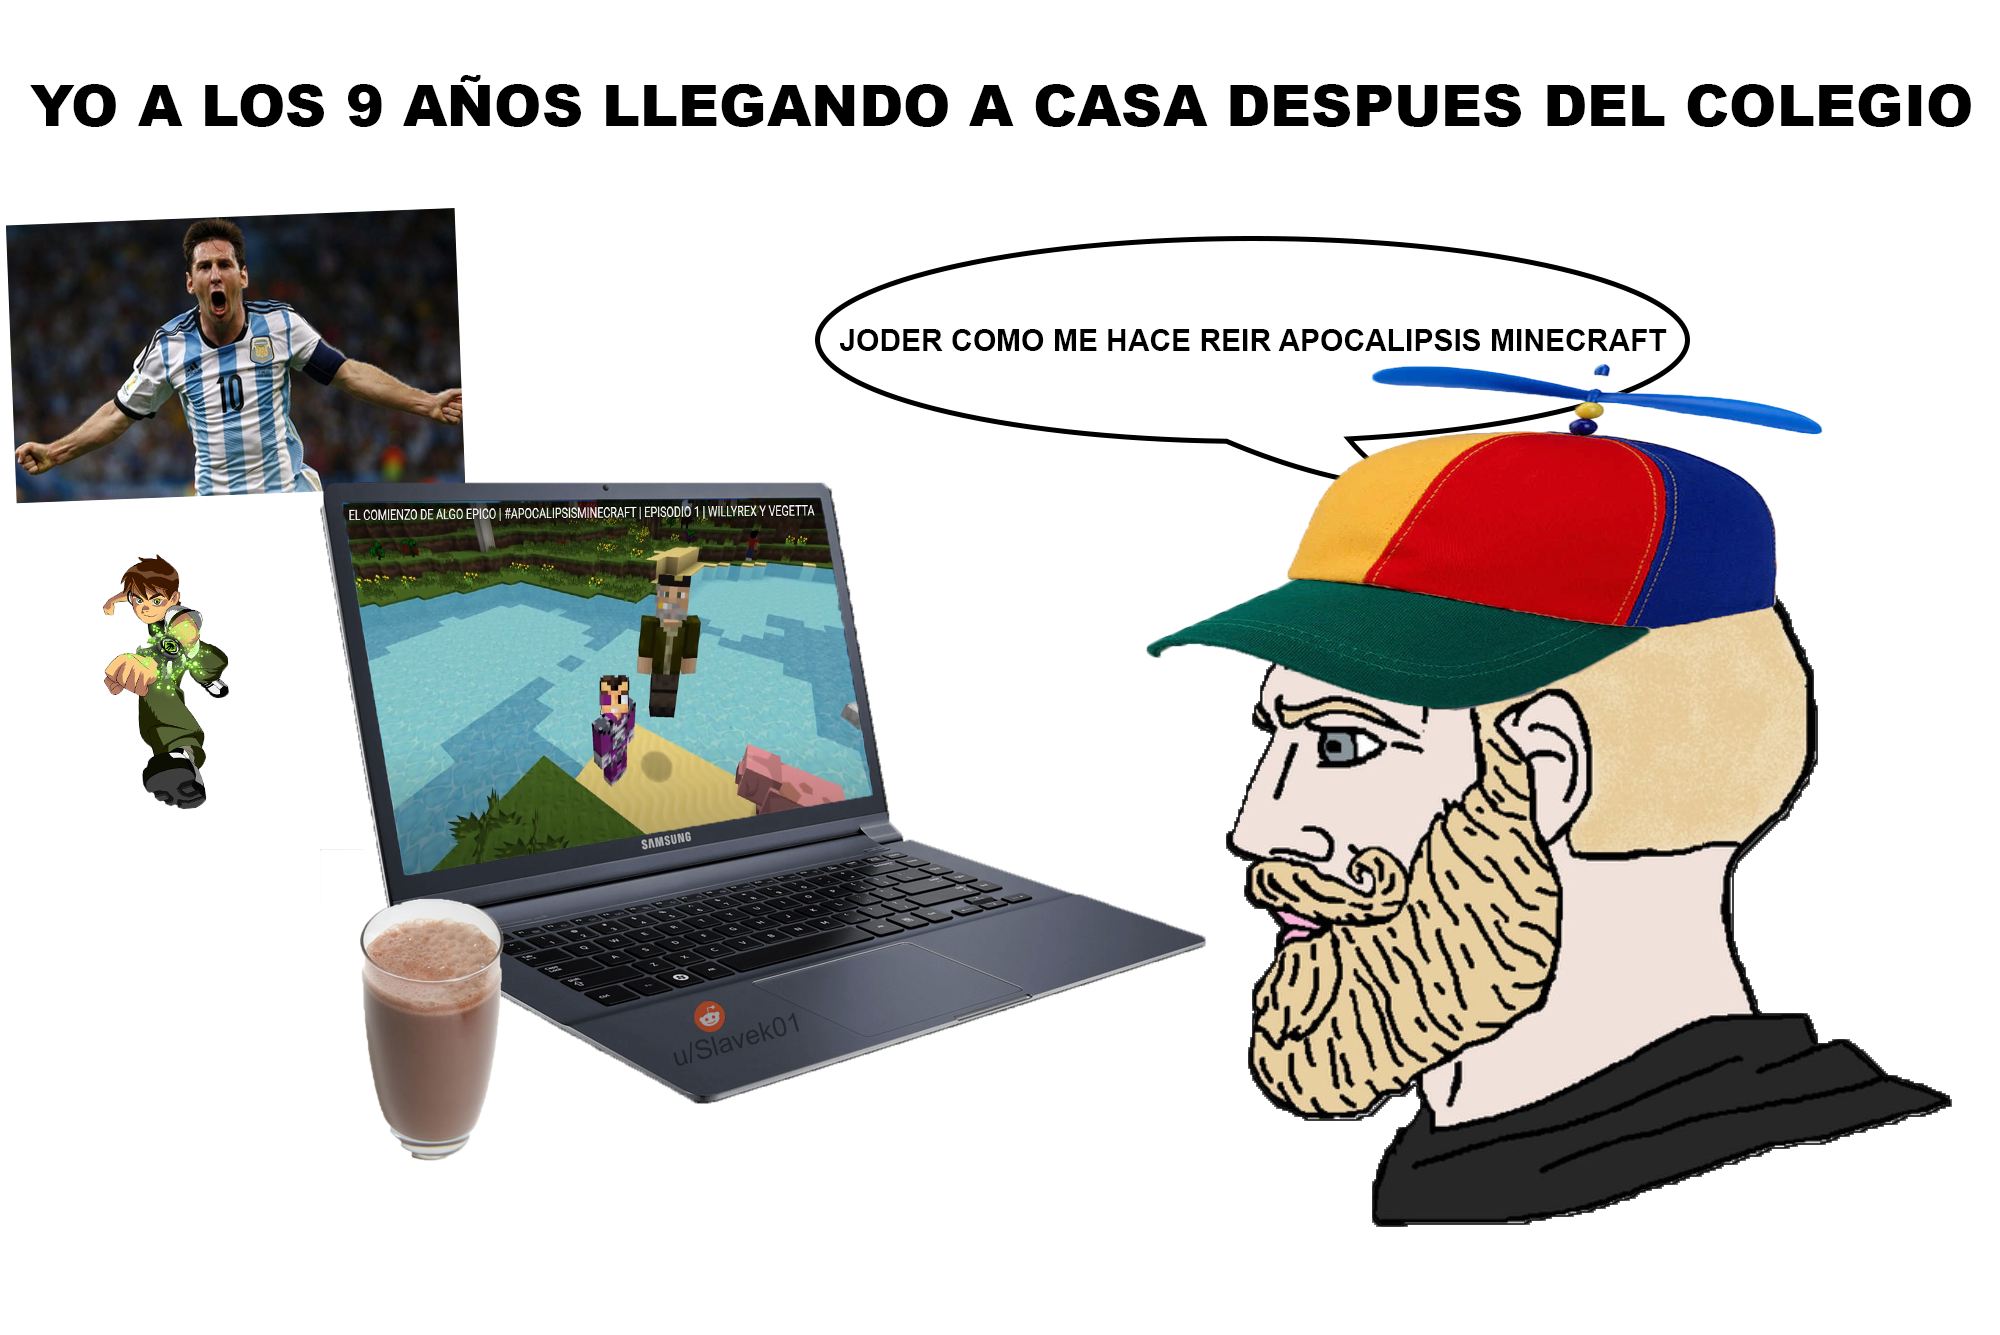 YO A LOS 9 AÑOS LLEGANDO A CASA DESPUES DEL COLEGIO
JODER COMO ME HACE REIR APOCALIPSIS MINECRAFT
10
EL COMIENZO DE ALGO EPICO | #APOCALIPSISMINECRAFT | EPISODIO 1 | WILLYREX Y VEGETTA
SAMSUNG
u/Slavek01